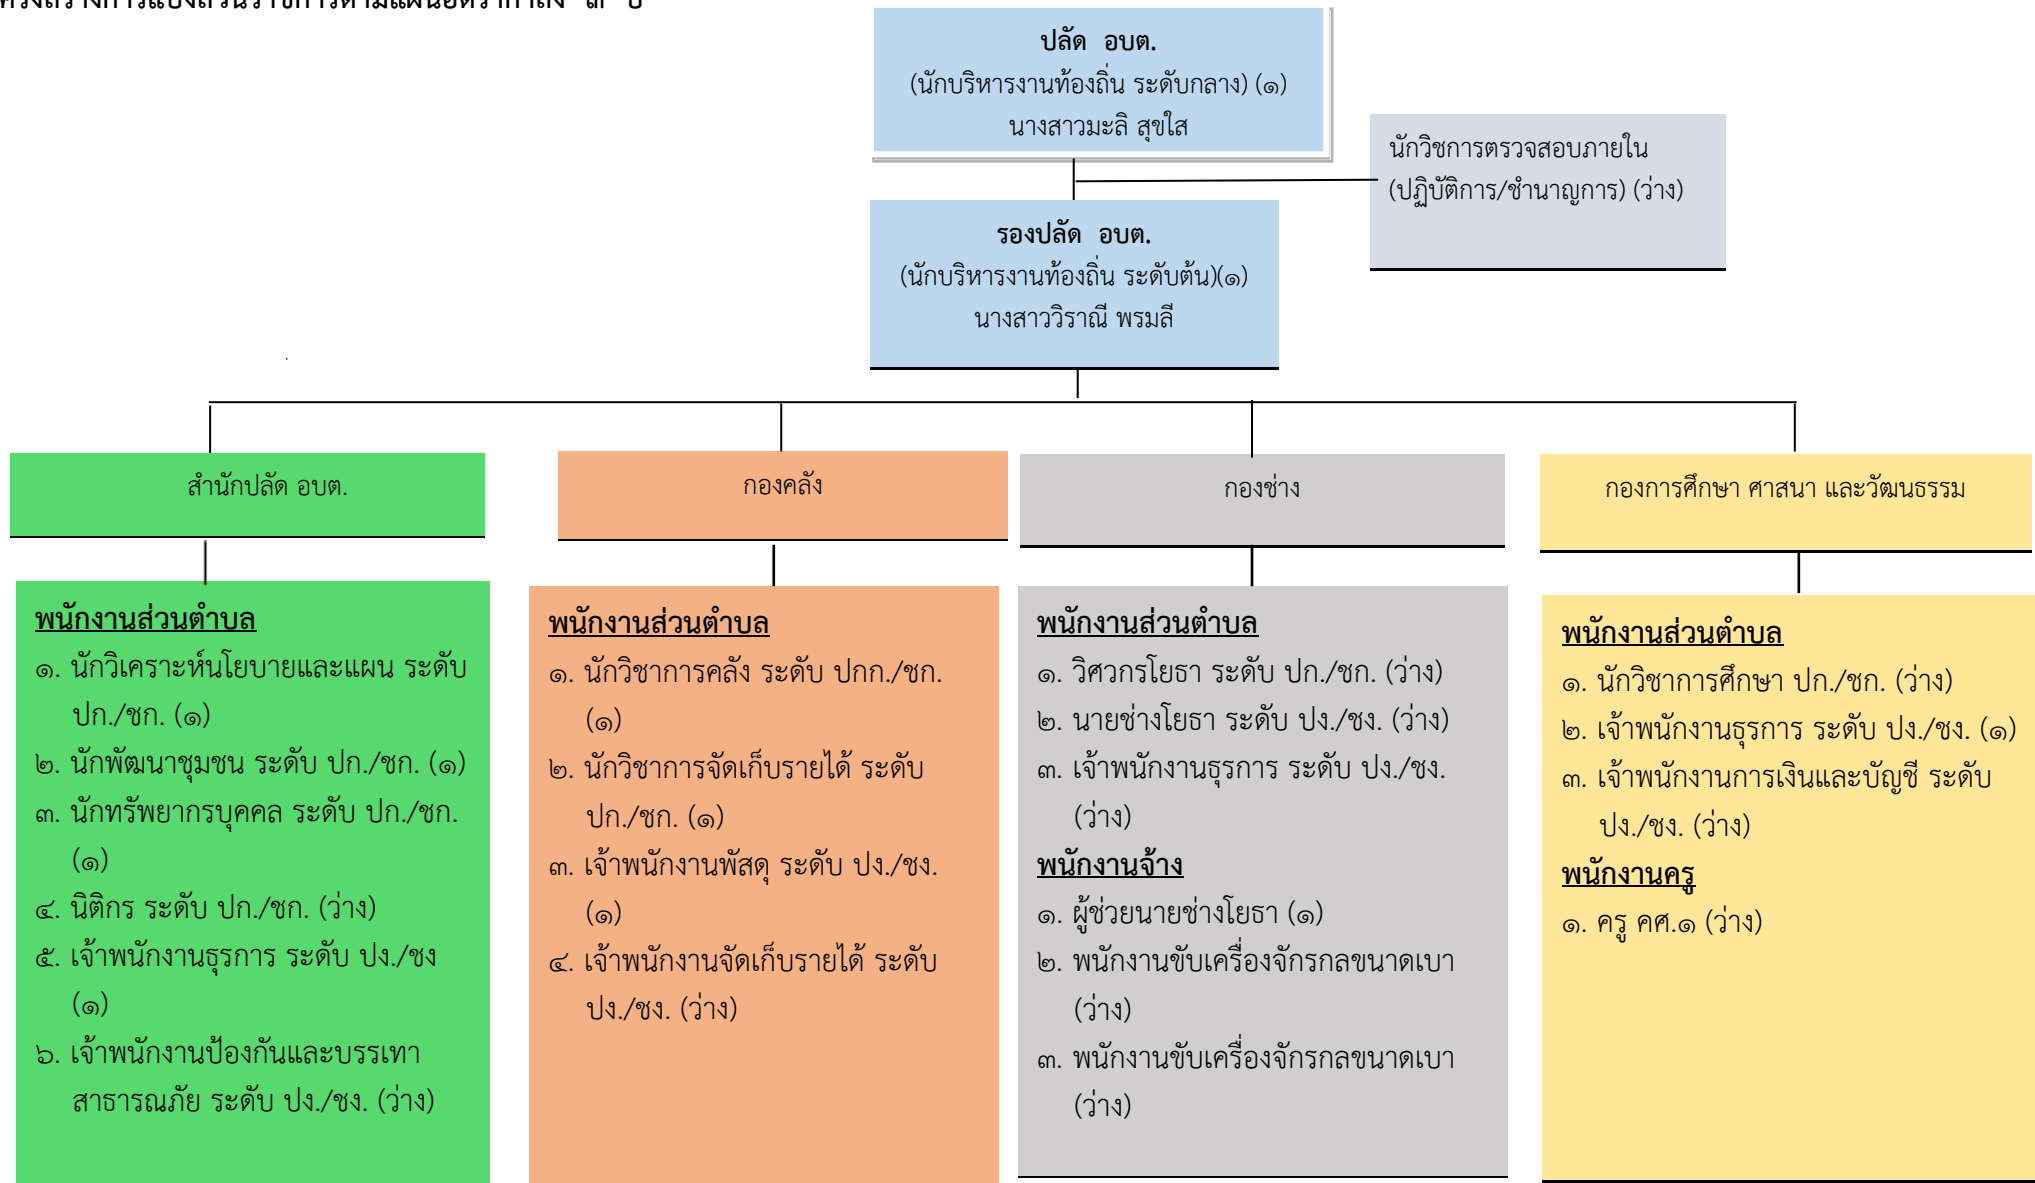 โครงสร้างการแบ่งส่วนราชการตามแผนอัตรากำลัง ๓ ปี
ปลัด อบต.
(นักบริหารงานท้องถิ่น ระดับกลาง) (๑)
นางสาวมะลิ สุขใส
นักวิชการตรวจสอบภายใน
(ปฏิบัติการ/ชำนาญการ) (ว่าง)
รองปลัด อบต.
(นักบริหารงานท้องถิ่น ระดับต้น)(๑)
นางสาววิราณี พรมลี
สำนักปลัด อบต.
กองคลัง
กองช่าง
กองการศึกษา ศาสนา และวัฒนธรรม
พนักงานส่วนตำบล
๑. นักวิเคราะห์นโยบายและแผน ระดับ
ปก./ชก. (๑)
๒. นักพัฒนาชุมชน ระดับ ปก./ชก. (๑)
๓. นักทรัพยากรบุคคล ระดับ ปก./ชก.
(๑)
๔. นิติกร ระดับ ปก./ชก. (ว่าง)
๕. เจ้าพนักงานธุรการ ระดับ ปง./ชง
(๑)
๖. เจ้าพนักงานป้องกันและบรรเทา
สาธารณภัย ระดับ ปง./ชง. (ว่าง)
พนักงานส่วนตำบล
๑. นักวิชาการคลัง ระดับ ปกก./ชก.
(๑)
๒. นักวิชาการจัดเก็บรายได้ ระดับ
ปก./ชก. (๑)
๓. เจ้าพนักงานพัสดุ ระดับ ปง./ชง.
(๑)
๔. เจ้าพนักงานจัดเก็บรายได้ ระดับ
ปง./ชง. (ว่าง)
พนักงานส่วนตำบล
๑. วิศวกรโยธา ระดับ ปก./ชก. (ว่าง)
๒. นายช่างโยธา ระดับ ปง./ชง. (ว่าง)
๓. เจ้าพนักงานธุรการ ระดับ ปง./ชง.
(ว่าง)
พนักงานจ้าง
๑. ผู้ช่วยนายช่างโยธา (๑)
๒. พนักงานขับเครื่องจักรกลขนาดเบา
(ว่าง)
๓. พนักงานขับเครื่องจักรกลขนาดเบา
(ว่าง)
พนักงานส่วนตำบล
๑. นักวิชาการศึกษา ปก./ชก. (ว่าง)
๒. เจ้าพนักงานธุรการ ระดับ ปง./ชง. (๑)
๓. เจ้าพนักงานการเงินและบัญชี ระดับ
ปง./ชง. (ว่าง)
พนักงานครู
๑. ครู คศ.๑ (ว่าง)